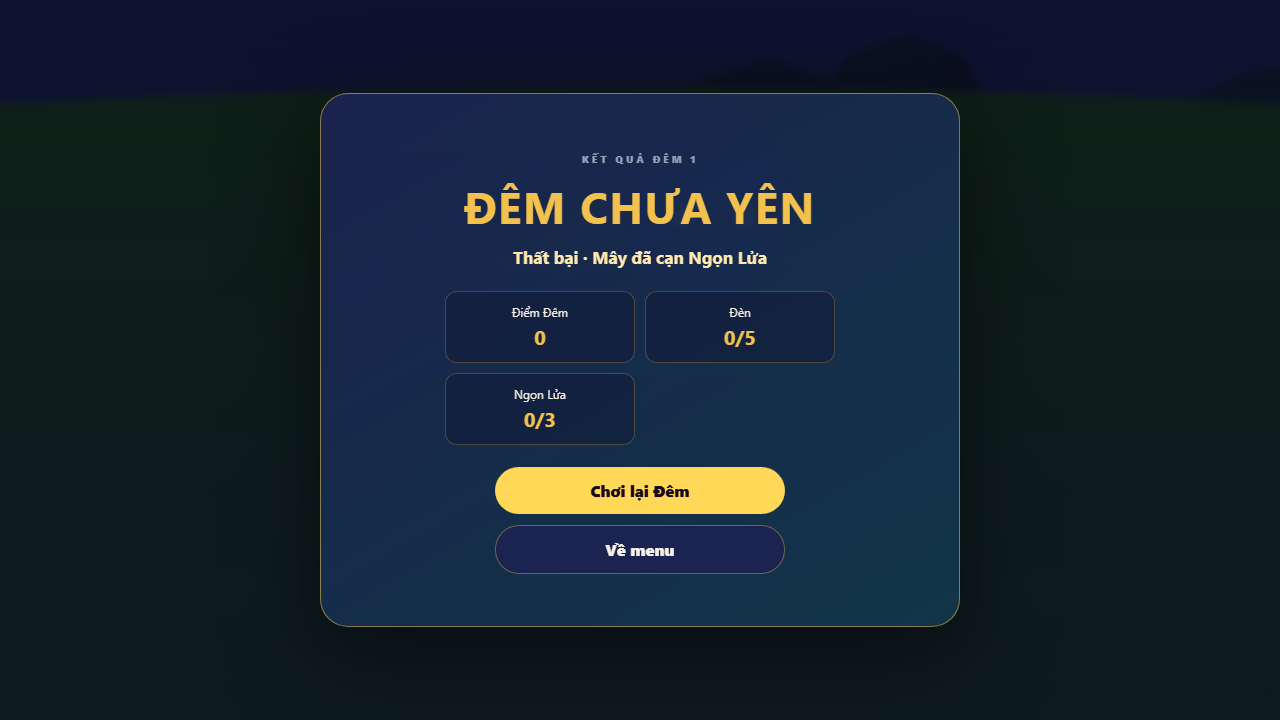 KẾT QUẢ ĐÊM 1
ĐÊM CHƯA YÊN
Thất bại · Mây đã cạn Ngọn Lửa
Điểm Đêm
0
Đèn
0/5
Ngọn Lửa
0/3
Chơi lại Đêm
Về menu